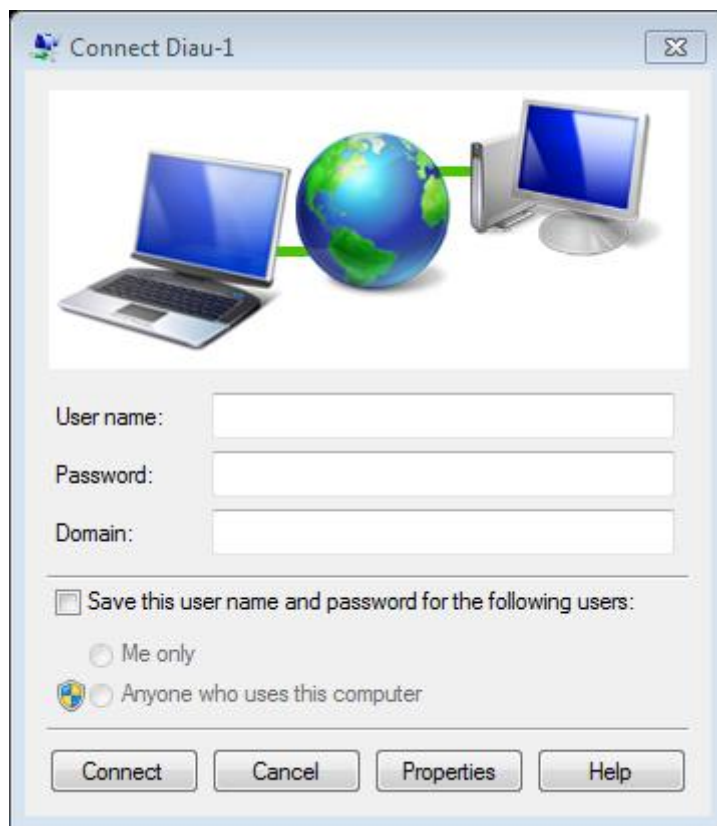 Connect Diau-1
User name:
Password:
Domain:
Save this user name and password for the following users:
Me only
Anyone who uses this computer
Connect Cancel Properties Help